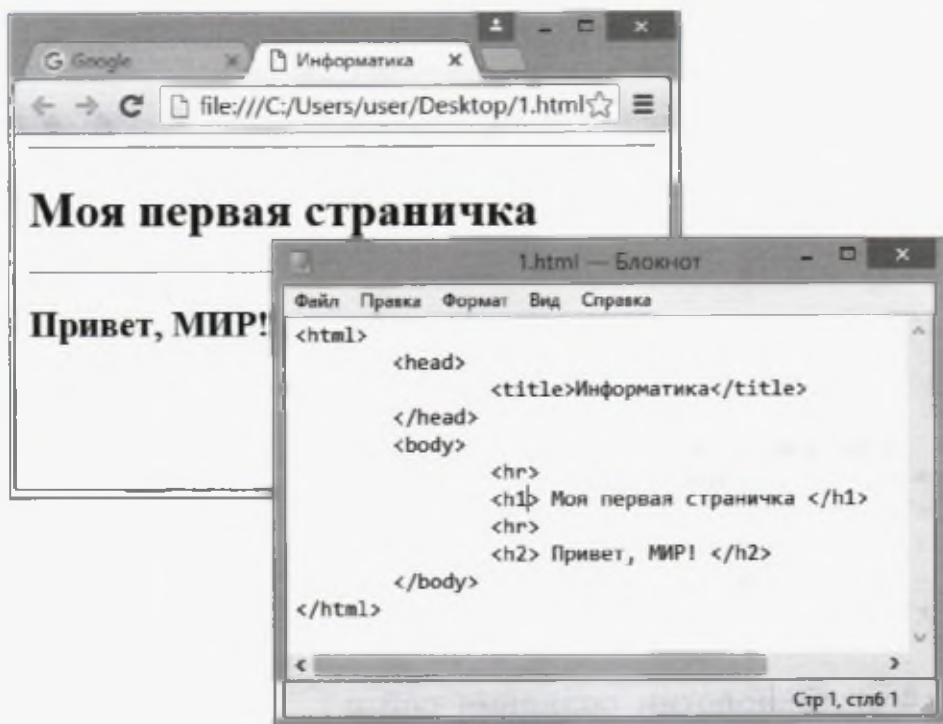 Google
Информатика
file:///C:/Users/user/Desktop/1.html
Моя первая страничка
Привет, МИР!
1.html — Блокнот
Файл Правка Формат Вид Справка
<html>
<head>
<title>Информатика</title>
</head>
<body>
<hr>
<h1> Моя первая страничка </h1>
<hr>
<h2> Привет, МИР! </h2>
</body>
</html>
Стр 1, стлб 1